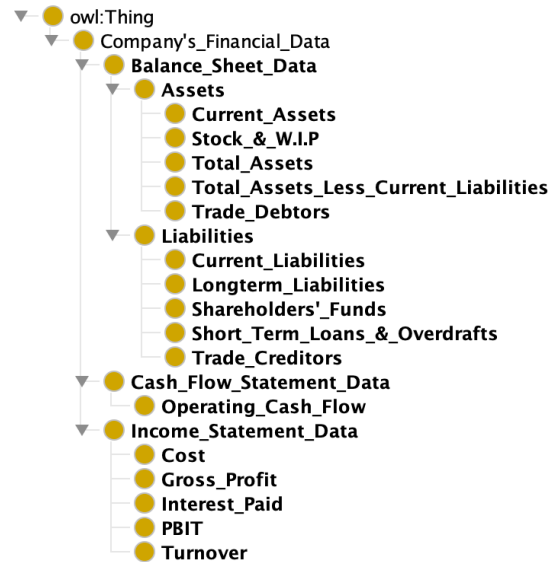 owl:Thing
Company's_Financial_Data
Balance_Sheet_Data
Assets
Current_Assets
Stock_&_W.I.P
Total_Assets
Total_Assets_Less_Current_Liabilities
Trade_Debtors
Liabilities
Current_Liabilities
Longterm_Liabilities
Shareholders'_Funds
Short_Term_Loans_&_Overdrafts
Trade_Creditors
Cash_Flow_Statement_Data
Operating_Cash_Flow
Income_Statement_Data
Cost
Gross_Profit
Interest_Paid
PBIT
Turnover